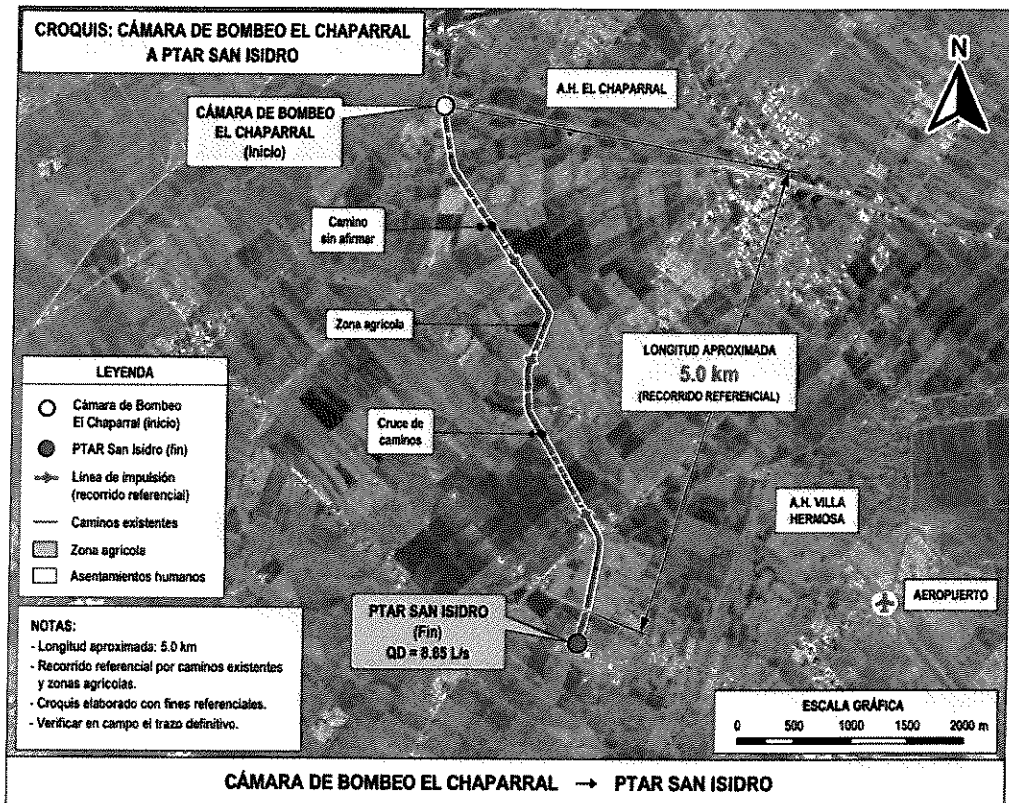 CROQUIS: CÁMARA DE BOMBEO EL CHAPARRAL
A PTAR SAN ISIDRO
N
A.H. EL CHAPARRAL
CÁMARA DE BOMBEO
EL CHAPARRAL
(Inicio)
Camino
sin afirmar
Zona agrícola
LONGITUD APROXIMADA
5.0 km
(RECORRIDO REFERENCIAL)
LEYENDA
Cámara de Bombeo
El Chaparral (inicio)
PTAR San Isidro (fin)
Línea de impulsión
(recorrido referencial)
Caminos existentes
Zona agrícola
Asentamientos humanos
Cruce de
caminos
A.H. VILLA
HERMOSA
AEROPUERTO
PTAR SAN ISIDRO
(Fin)
QD = 8.65 L/s
NOTAS:
- Longitud aproximada: 5.0 km
- Recorrido referencial por caminos existentes
y zonas agrícolas.
- Croquis elaborado con fines referenciales.
- Verificar en campo el trazo definitivo.
ESCALA GRÁFICA
0 500 1000 1500 2000 m
CÁMARA DE BOMBEO EL CHAPARRAL → PTAR SAN ISIDRO